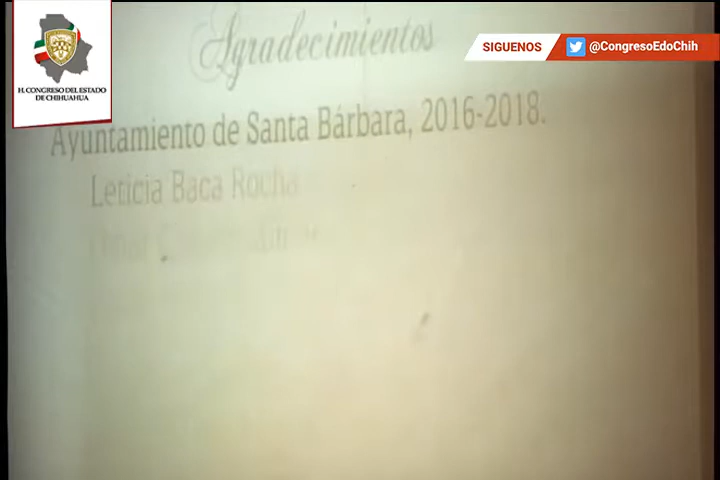 Agradecimientos
SIGUENOS @CongresoEdoChih
H. CONGRESO DEL ESTADO
DE CHIHUAHUA
Ayuntamiento de Santa Bárbara, 2016-2018.
Leticia Baca Rocha